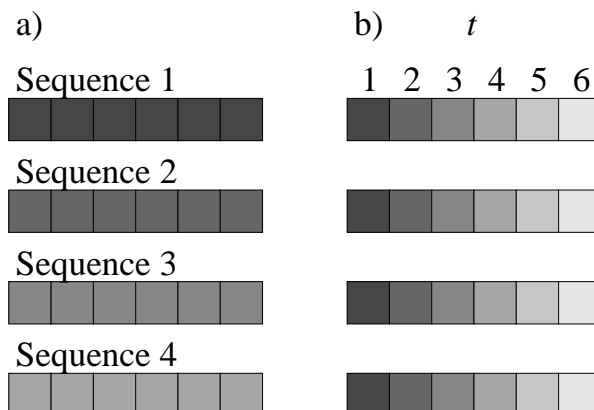 a)
Sequence 1
Sequence 2
Sequence 3
Sequence 4
b) t
1 2 3 4 5 6